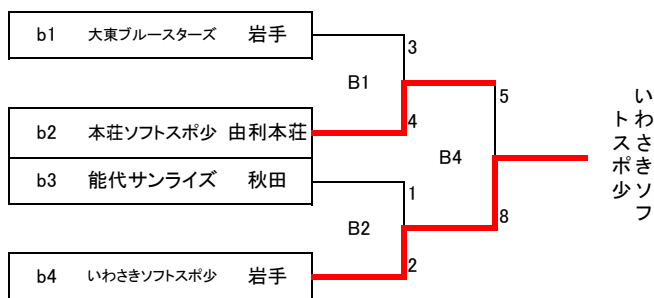 b1 大東ブルースターズ 岩手
3
B1
5
b2 本荘ソフトスポ少 由利本荘
4
B4
b3 能代サンライズ 秋田
1
B2
8
b4 いわさきソフトスポ少 岩手
2
いわさきソフ
トスポ少